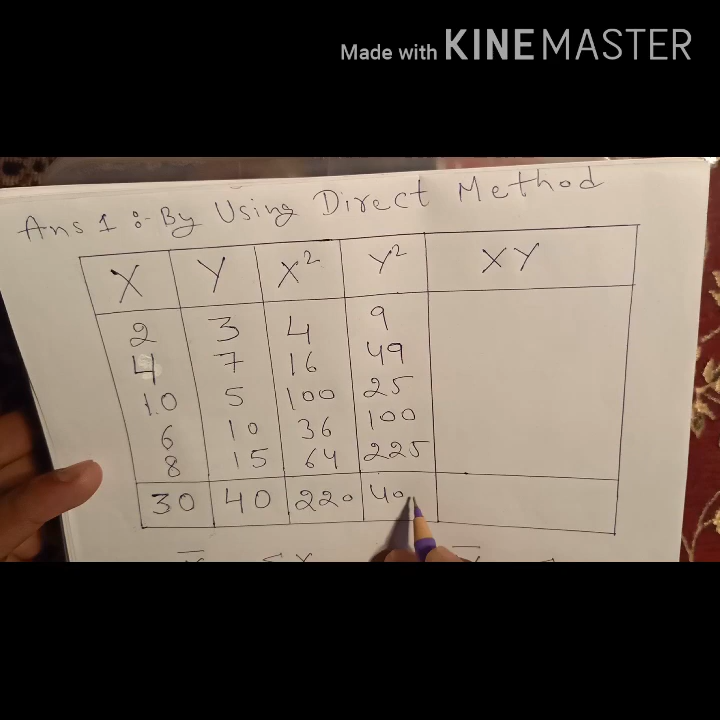 Made with KINEMASTER
Ans 1 :- By Using Direct Method
X Y X² Y² XY
2 3 4 9
4 7 16 49
10 5 100 25
6 10 36 100
8 15 64 225
30 40 220 40